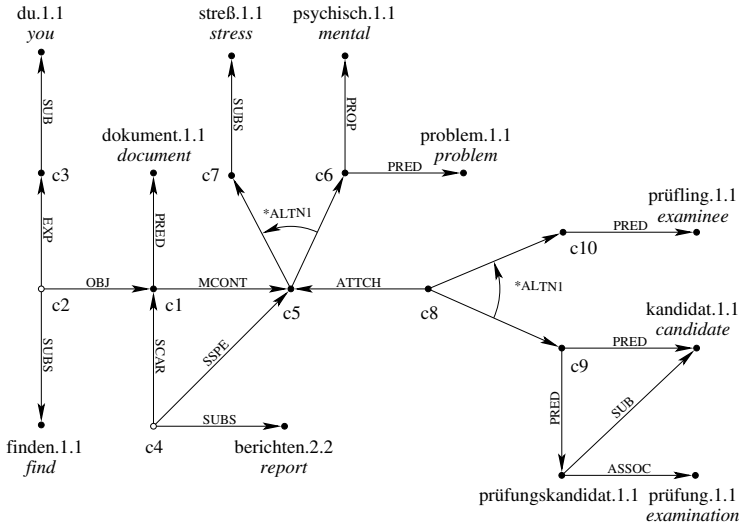 du.1.1
you
streß.1.1
stress
psychisch.1.1
mental
SUB
SUBS
PROP
dokument.1.1
document
problem.1.1
problem
c3
c7
c6
PRED
prüfling.1.1
examinee
*ALTN1
EXP
PRED
c10
PRED
OBJ
MCONT
ATTCH
*ALTN1
c2
c1
c5
c8
kandidat.1.1
candidate
PRED
c9
SUBS
SCAR
SSPE
PRED
SUB
SUBS
c4
finden.1.1
find
berichten.2.2
report
ASSOC
prüfungskandidat.1.1
prüfung.1.1
examination